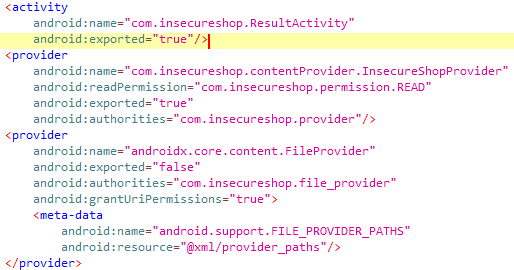 <activity
android:name="com.insecureshop.ResultActivity"
android:exported="true"/>
<provider
android:name="com.insecureshop.contentProvider.InsecureShopProvider"
android:readPermission="com.insecureshop.permission.READ"
android:exported="true"
android:authorities="com.insecureshop.provider"/>
<provider
android:name="androidx.core.content.FileProvider"
android:exported="false"
android:authorities="com.insecureshop.file_provider"
android:grantUriPermissions="true">
<meta-data
android:name="android.support.FILE_PROVIDER_PATHS"
android:resource="@xml/provider_paths"/>
</provider>